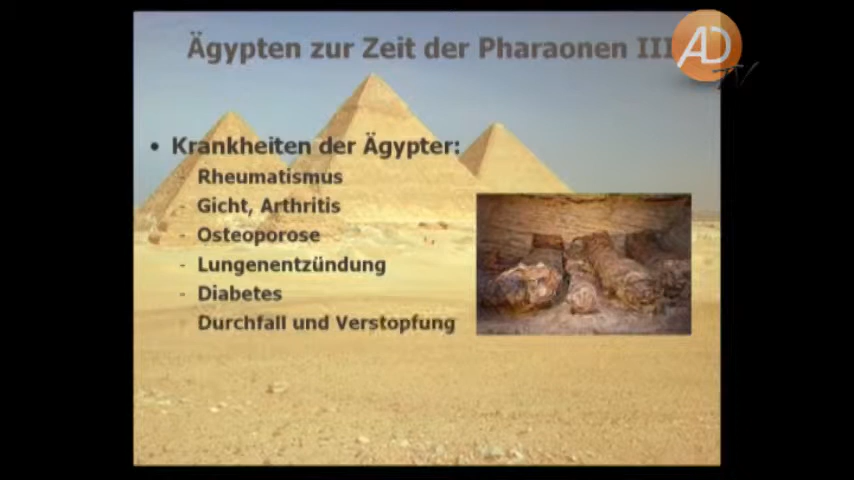 Ägypten zur Zeit der Pharaonen III
AD
TV
• Krankheiten der Ägypter:
- Rheumatismus
- Gicht, Arthritis
- Osteoporose
- Lungenentzündung
- Diabetes
Durchfall und Verstopfung